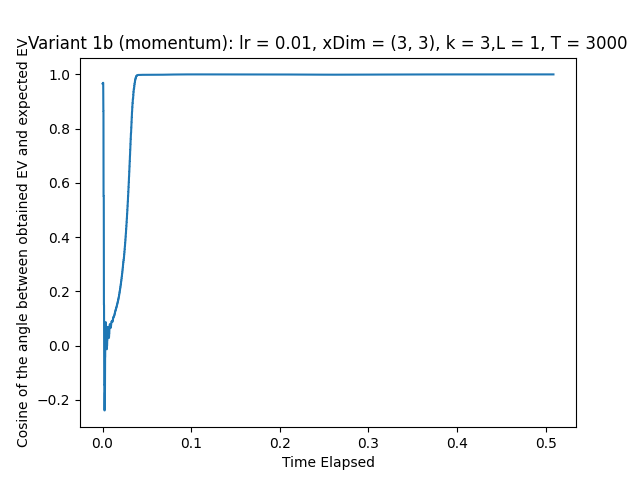 Variant 1b (momentum): lr = 0.01, xDim = (3, 3), k = 3,L = 1, T = 3000
Cosine of the angle between obtained EV and expected EV
1.0
0.8
0.6
0.4
0.2
0.0
−0.2
0.0 0.1 0.2 0.3 0.4 0.5
Time Elapsed